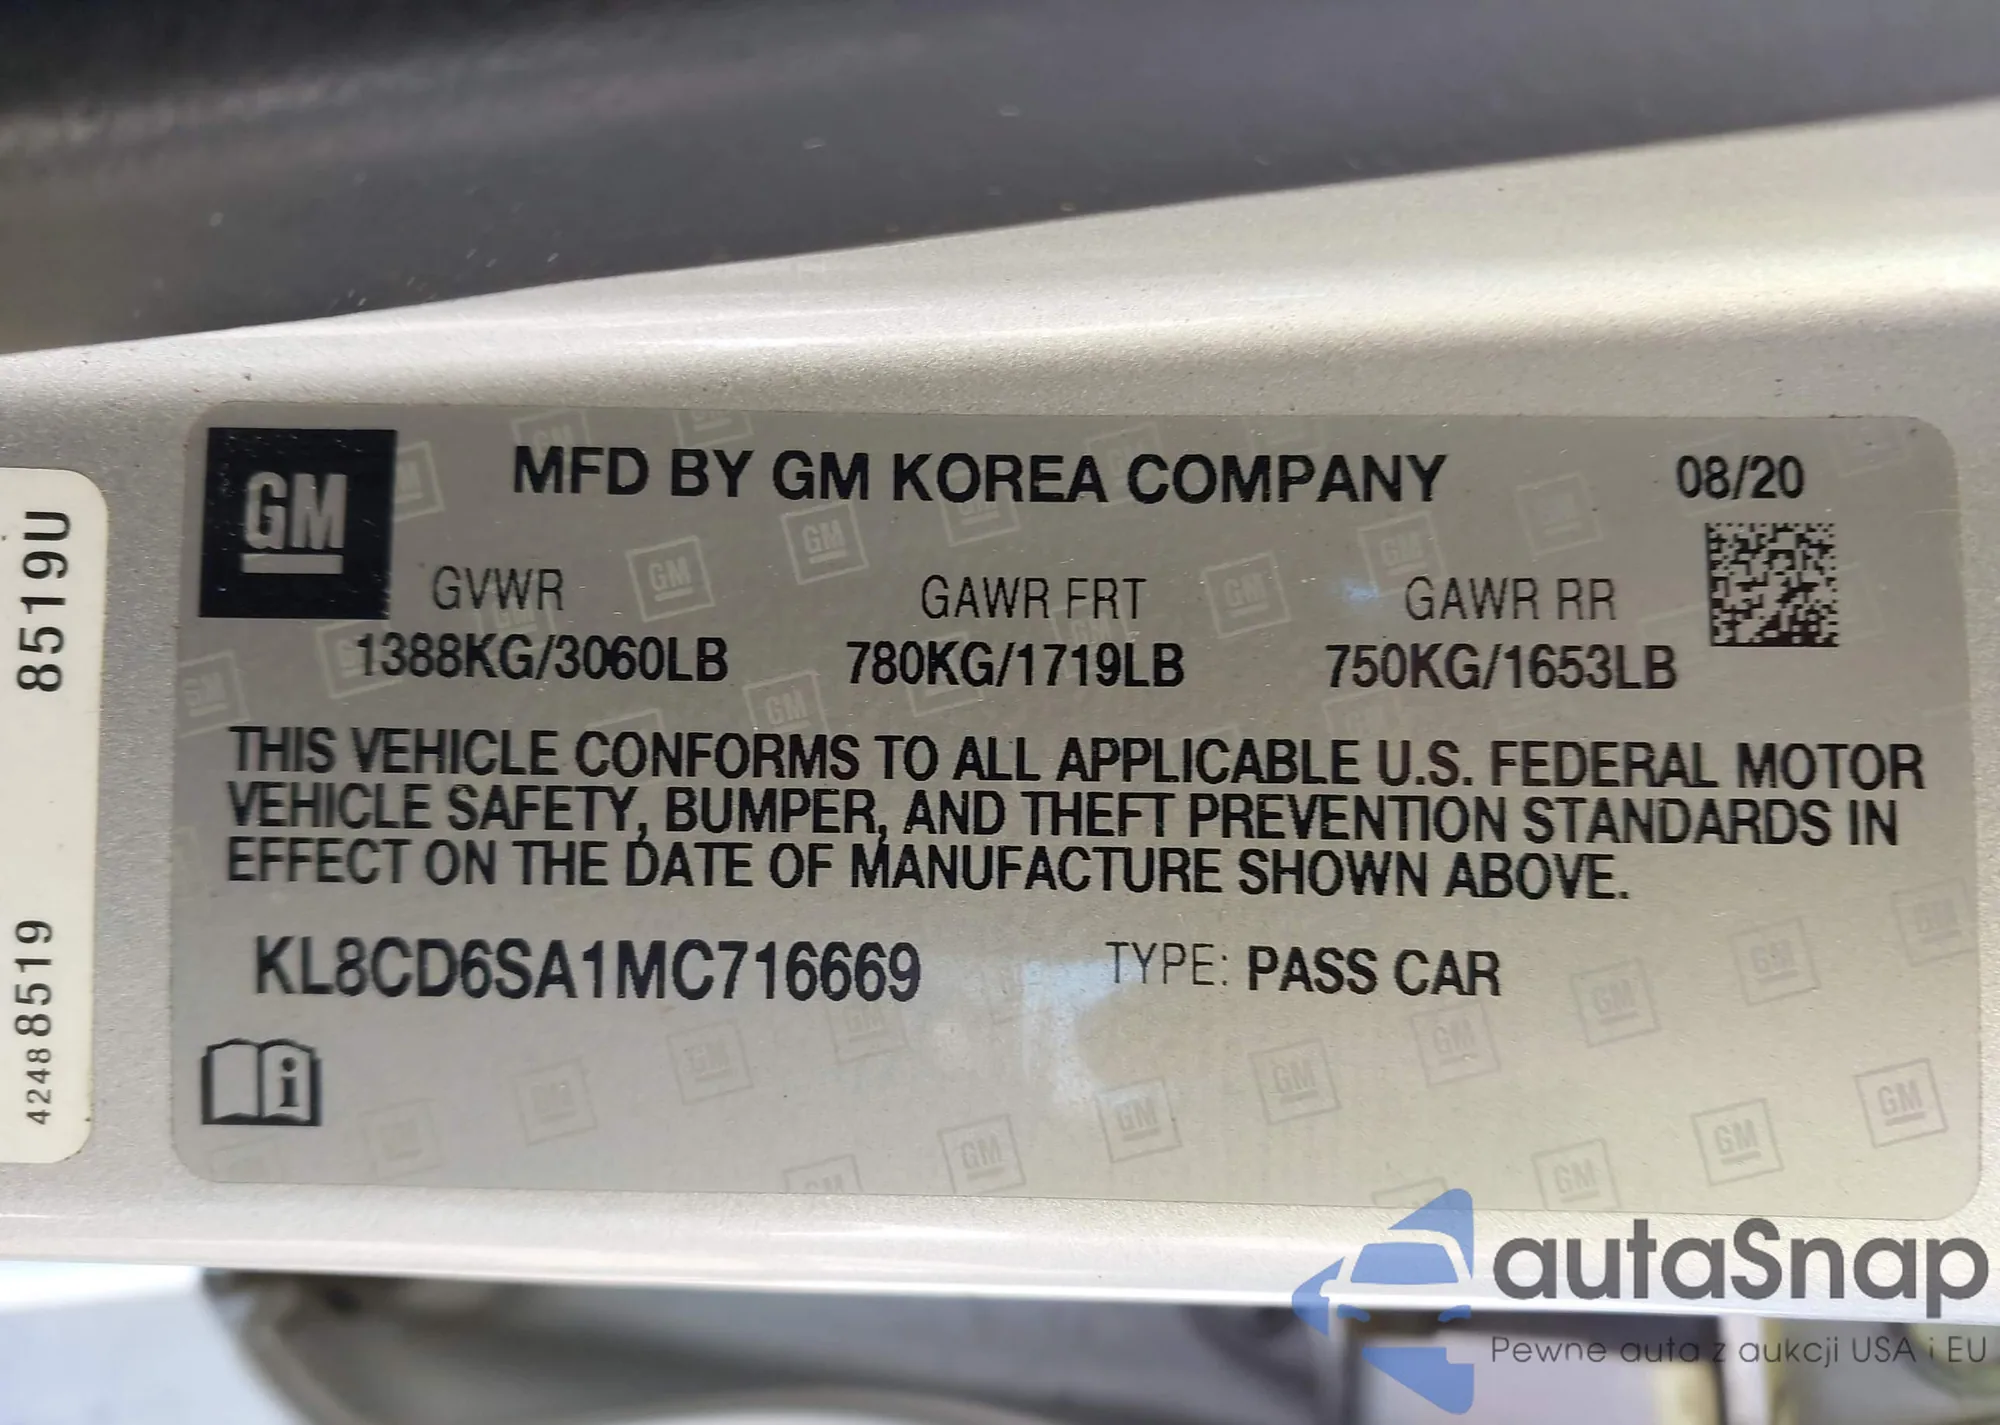 GM
MFD BY GM KOREA COMPANY
08/20
GVWR
GAWR FRT
GAWR RR
1388KG/3060LB
780KG/1719LB
750KG/1653LB
THIS VEHICLE CONFORMS TO ALL APPLICABLE U.S. FEDERAL MOTOR
VEHICLE SAFETY, BUMPER, AND THEFT PREVENTION STANDARDS IN
EFFECT ON THE DATE OF MANUFACTURE SHOWN ABOVE.
KL8CD6SA1MC716669
TYPE: PASS CAR
i
42488519 8519U
autaSnap
Pewne auta z aukcji USA i EU